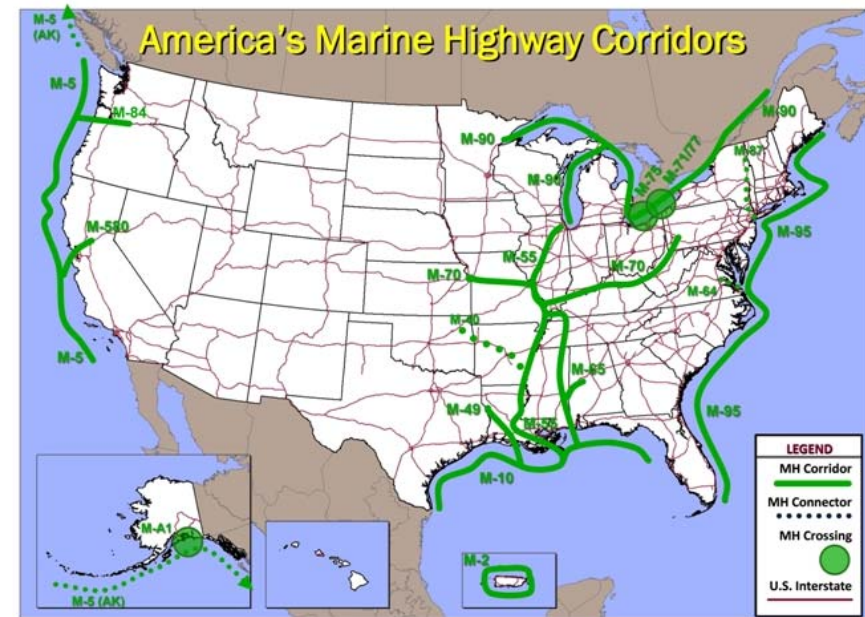 America's Marine Highway Corridors
M-5
(AK)
M-5
M-84
M-90
M-90
M-90
M-75
M-71/77
M-87
M-580
M-55
M-70
M-70
M-95
M-64
M-40
M-5
M-49
M-65
M-55
M-95
M-10
M-A1
M-5 (AK)
M-2
LEGEND
MH Corridor
MH Connector
MH Crossing
U.S. Interstate